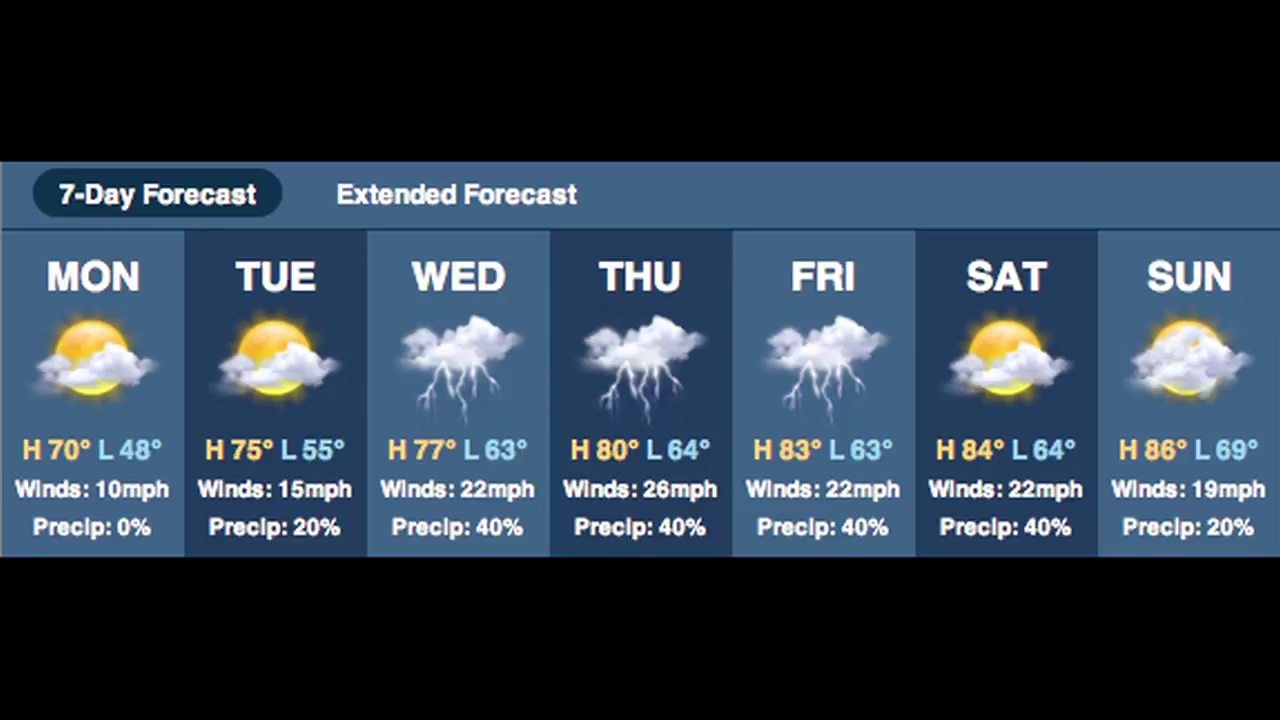 7-Day Forecast Extended Forecast
MON TUE WED THU FRI SAT SUN
H 70° L 48° H 75° L 55° H 77° L 63° H 80° L 64° H 83° L 63° H 84° L 64° H 86° L 69°
Winds: 10mph Winds: 15mph Winds: 22mph Winds: 26mph Winds: 22mph Winds: 22mph Winds: 19mph
Precip: 0% Precip: 20% Precip: 40% Precip: 40% Precip: 40% Precip: 40% Precip: 20%